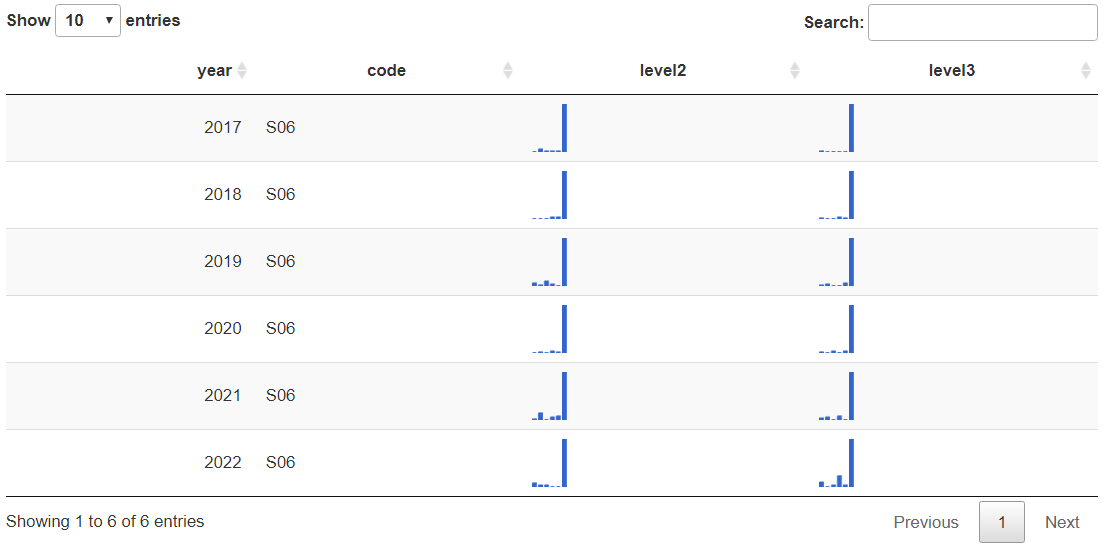 Show 10 entries Search:
year code level2 level3
2017 S06
2018 S06
2019 S06
2020 S06
2021 S06
2022 S06
Showing 1 to 6 of 6 entries Previous 1 Next